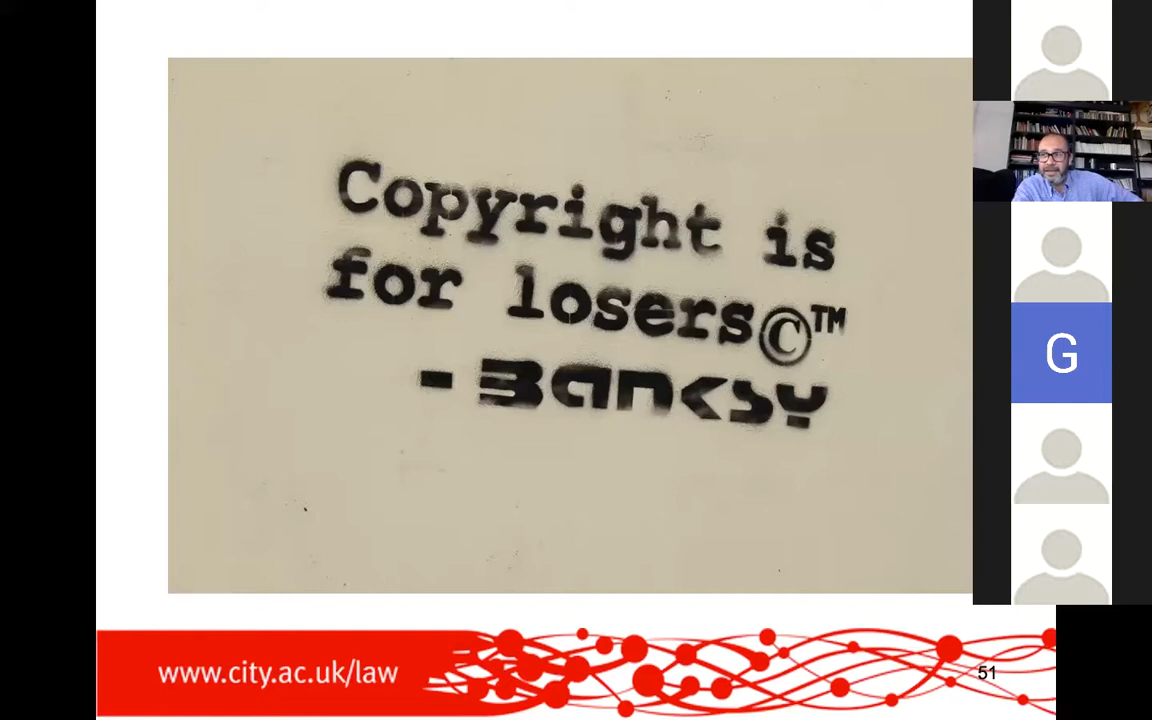 Copyright is
for losers©™
- BANKSY
G
www.city.ac.uk/law
51